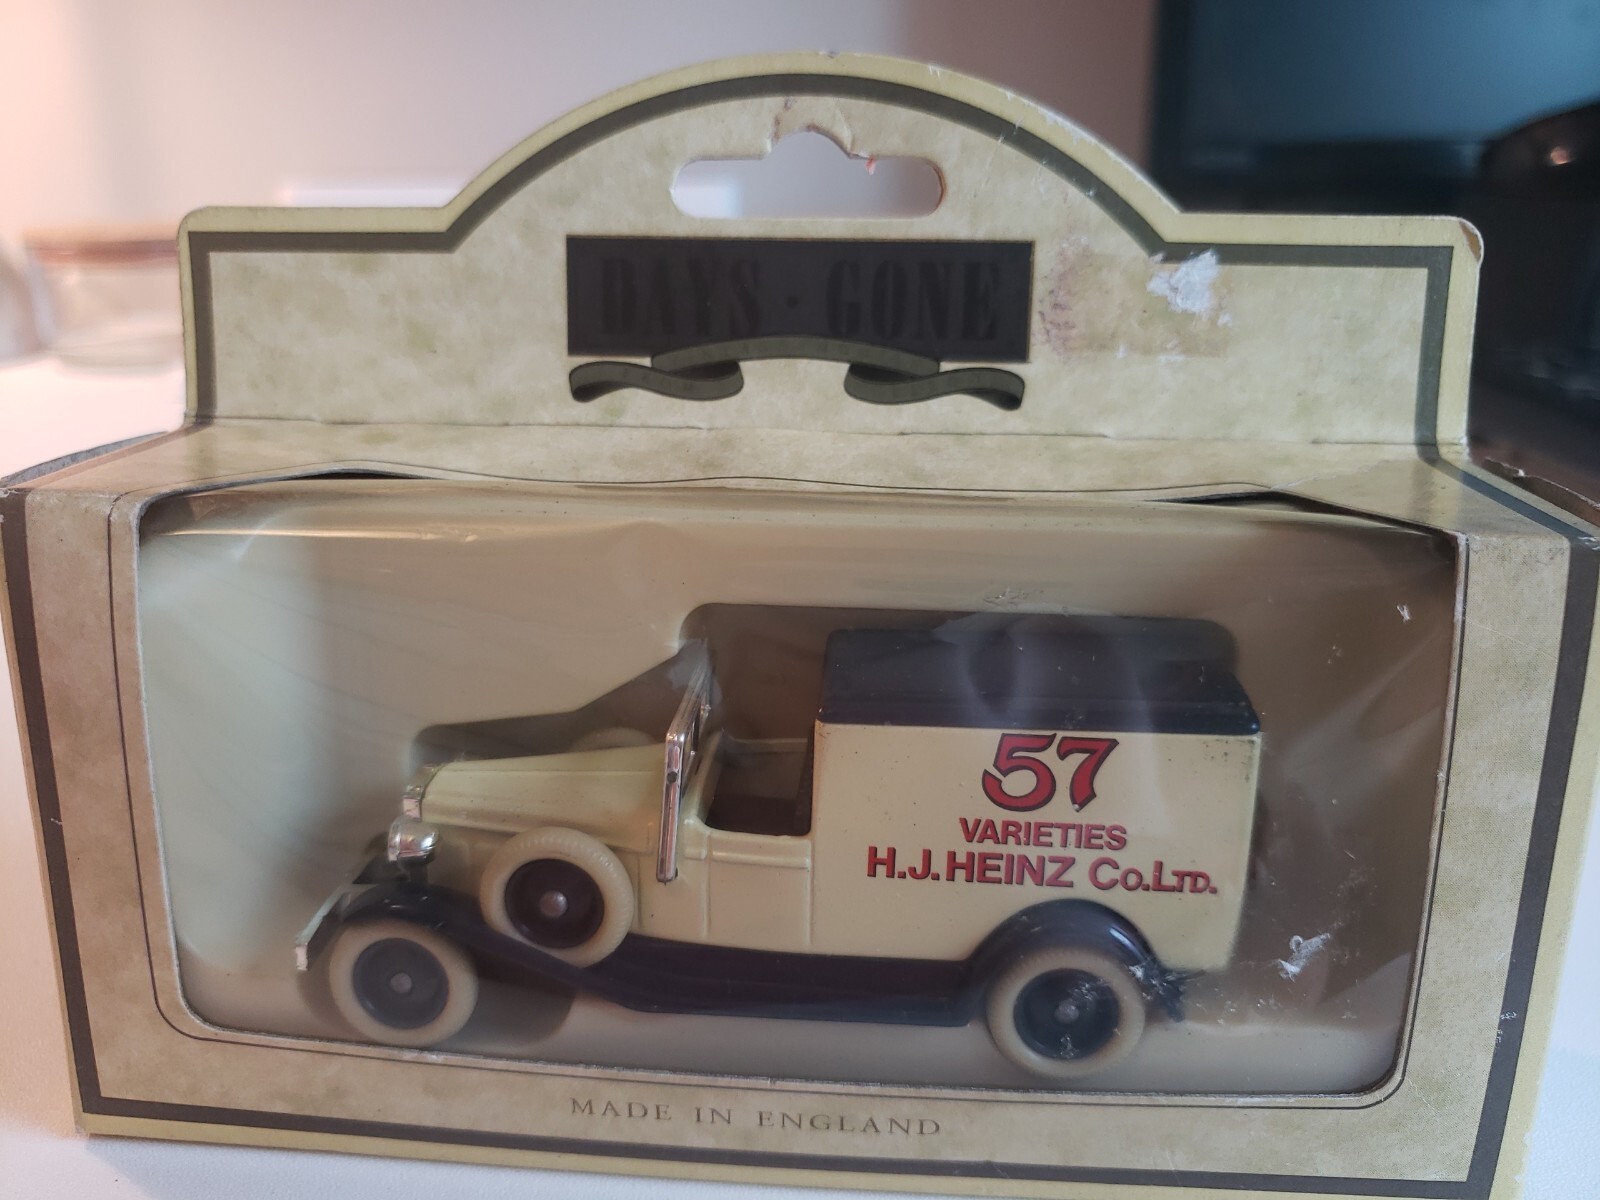 DAYS · GONE
57
VARIETIES
H.J. HEINZ Co. LTD.
MADE IN ENGLAND